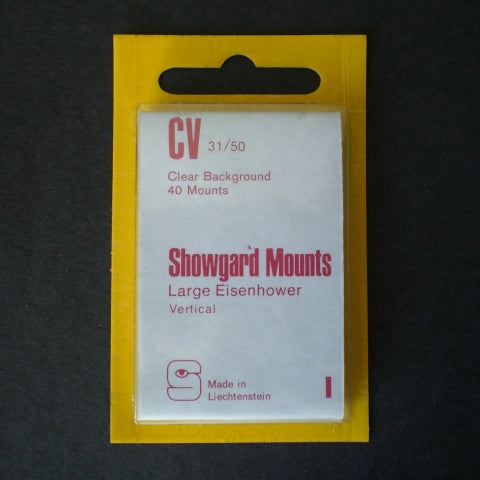 CV 31/50
Clear Background
40 Mounts
Showgard Mounts
Large Eisenhower
Vertical
S
Made in
Liechtenstein
I